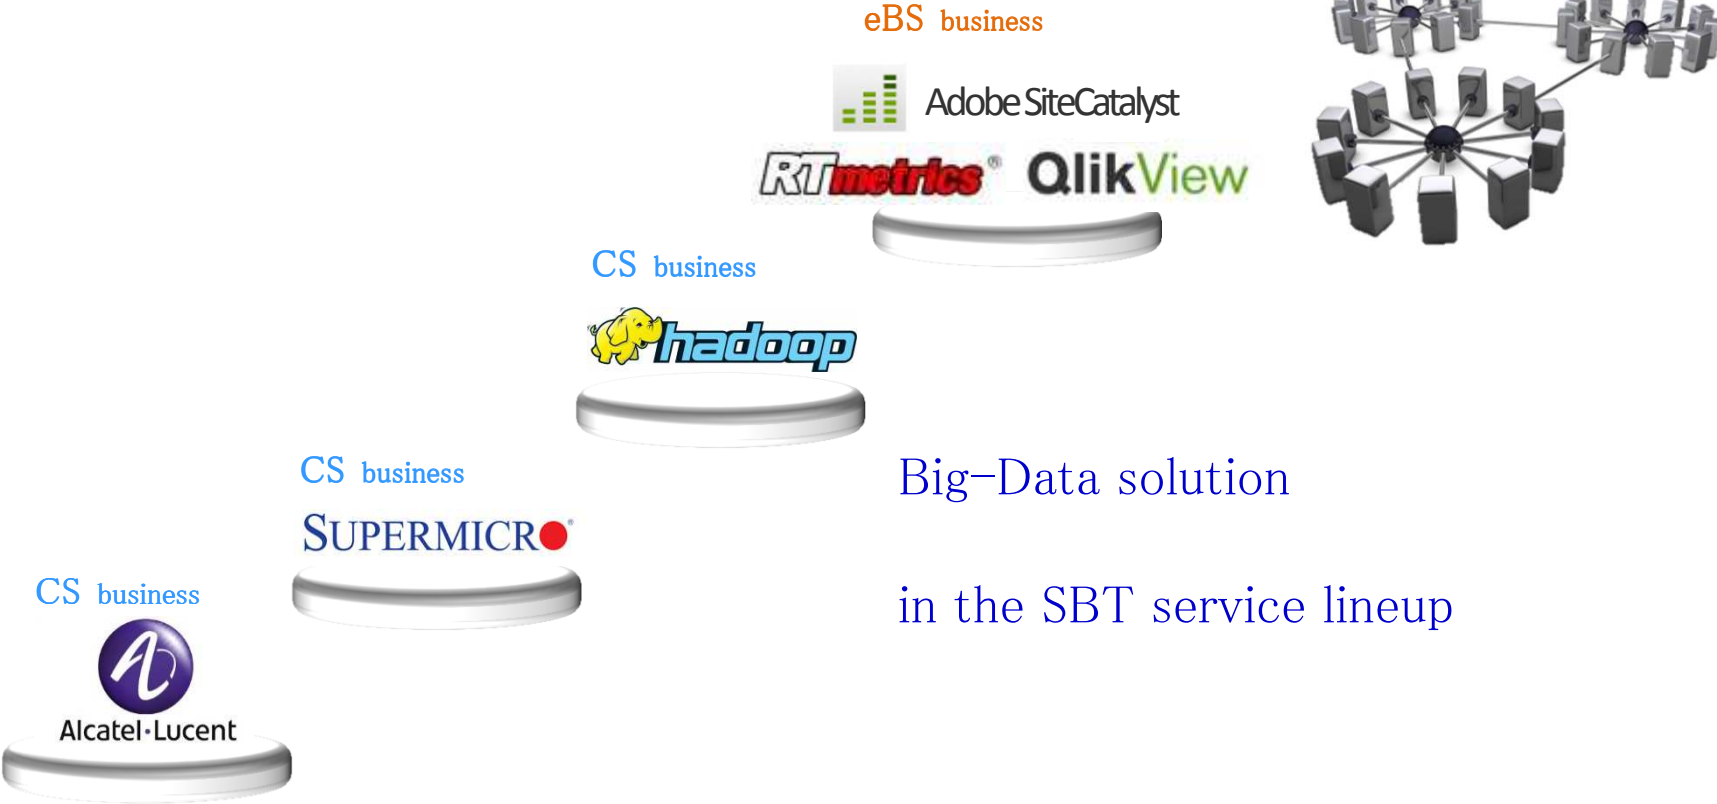 eBS business
Adobe SiteCatalyst
RTmetrics® QlikView
CS business
hadoop
CS business
SUPERMICRO®
Big-Data solution
in the SBT service lineup
CS business
Alcatel·Lucent